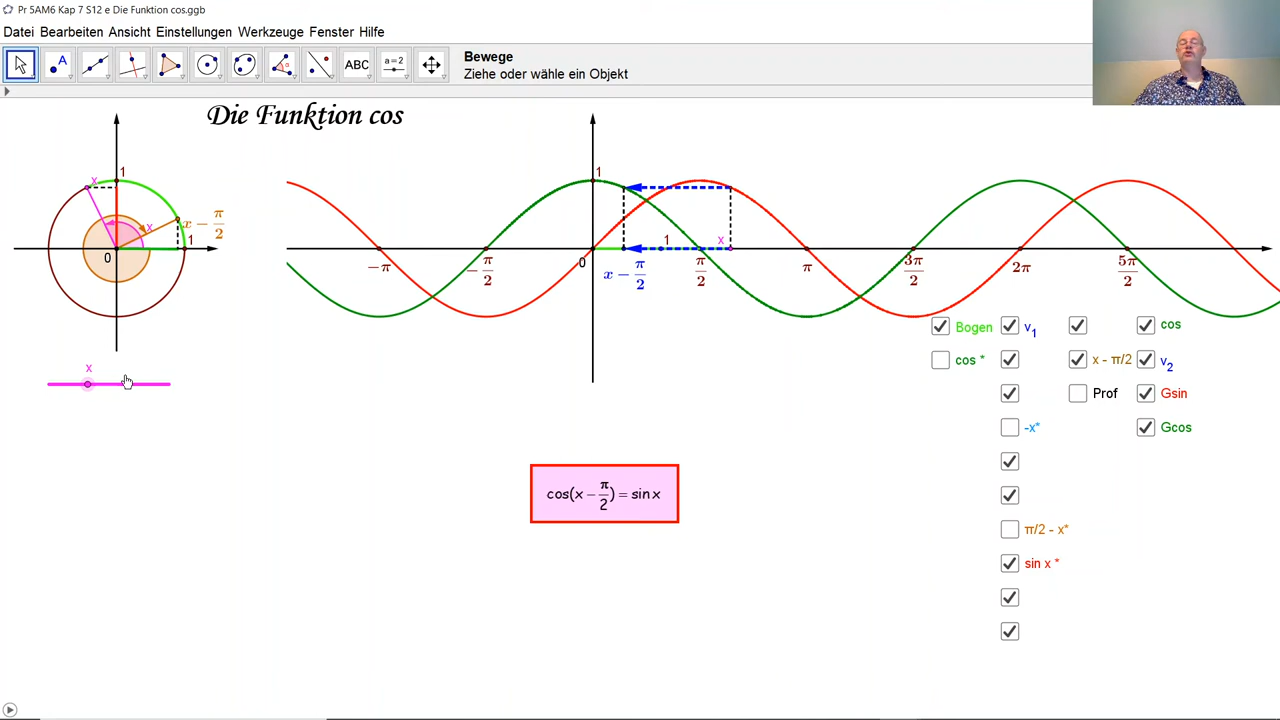 Pr 5AM6 Kap 7 S12 e Die Funktion cos.ggb
Datei Bearbeiten Ansicht Einstellungen Werkzeuge Fenster Hilfe
A
ABC
a=2
Bewege
Ziehe oder wähle ein Objekt
Die Funktion cos
1
x
x
x − π/2
1
0
1
1
x
0
x − π/2
−π
−π/2
π/2
π
3π/2
2π
5π/2
x
Bogen
v1
cos
cos *
x - π/2
v2
Prof
Gsin
-x*
Gcos
cos(x − π/2) = sin x
π/2 - x*
sin x *